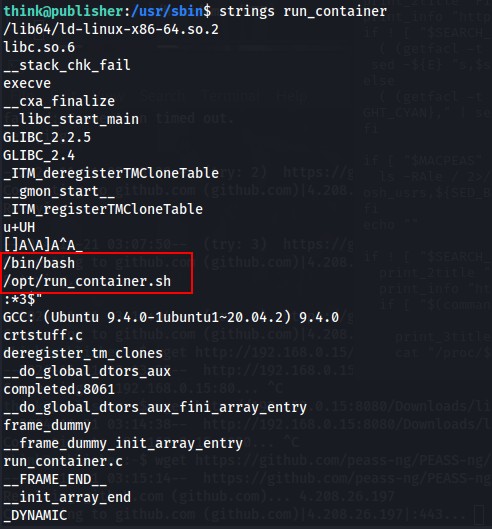 think@publisher:/usr/sbin$ strings run_container
/lib64/ld-linux-x86-64.so.2
libc.so.6
__stack_chk_fail
execve
__cxa_finalize
__libc_start_main
GLIBC_2.2.5
GLIBC_2.4
_ITM_deregisterTMCloneTable
__gmon_start__
_ITM_registerTMCloneTable
u+UH
[]A\A]A^A_
/bin/bash
/opt/run_container.sh
:*3$"
GCC: (Ubuntu 9.4.0-1ubuntu1~20.04.2) 9.4.0
crtstuff.c
deregister_tm_clones
__do_global_dtors_aux
completed.8061
__do_global_dtors_aux_fini_array_entry
frame_dummy
__frame_dummy_init_array_entry
run_container.c
__FRAME_END__
__init_array_end
_DYNAMIC